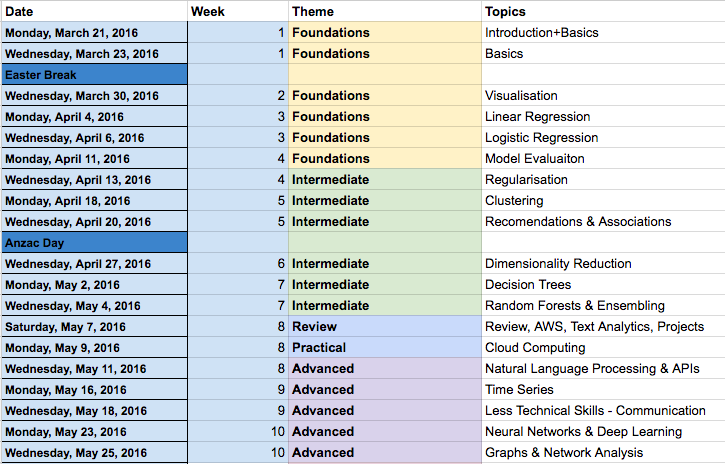 Date Week Theme Topics
Monday, March 21, 2016 1 Foundations Introduction+Basics
Wednesday, March 23, 2016 1 Foundations Basics
Easter Break
Wednesday, March 30, 2016 2 Foundations Visualisation
Monday, April 4, 2016 3 Foundations Linear Regression
Wednesday, April 6, 2016 3 Foundations Logistic Regression
Monday, April 11, 2016 4 Foundations Model Evaluaiton
Wednesday, April 13, 2016 4 Intermediate Regularisation
Monday, April 18, 2016 5 Intermediate Clustering
Wednesday, April 20, 2016 5 Intermediate Recomendations & Associations
Anzac Day
Wednesday, April 27, 2016 6 Intermediate Dimensionality Reduction
Monday, May 2, 2016 7 Intermediate Decision Trees
Wednesday, May 4, 2016 7 Intermediate Random Forests & Ensembling
Saturday, May 7, 2016 8 Review Review, AWS, Text Analytics, Projects
Monday, May 9, 2016 8 Practical Cloud Computing
Wednesday, May 11, 2016 8 Advanced Natural Language Processing & APIs
Monday, May 16, 2016 9 Advanced Time Series
Wednesday, May 18, 2016 9 Advanced Less Technical Skills - Communication
Monday, May 23, 2016 10 Advanced Neural Networks & Deep Learning
Wednesday, May 25, 2016 10 Advanced Graphs & Network Analysis